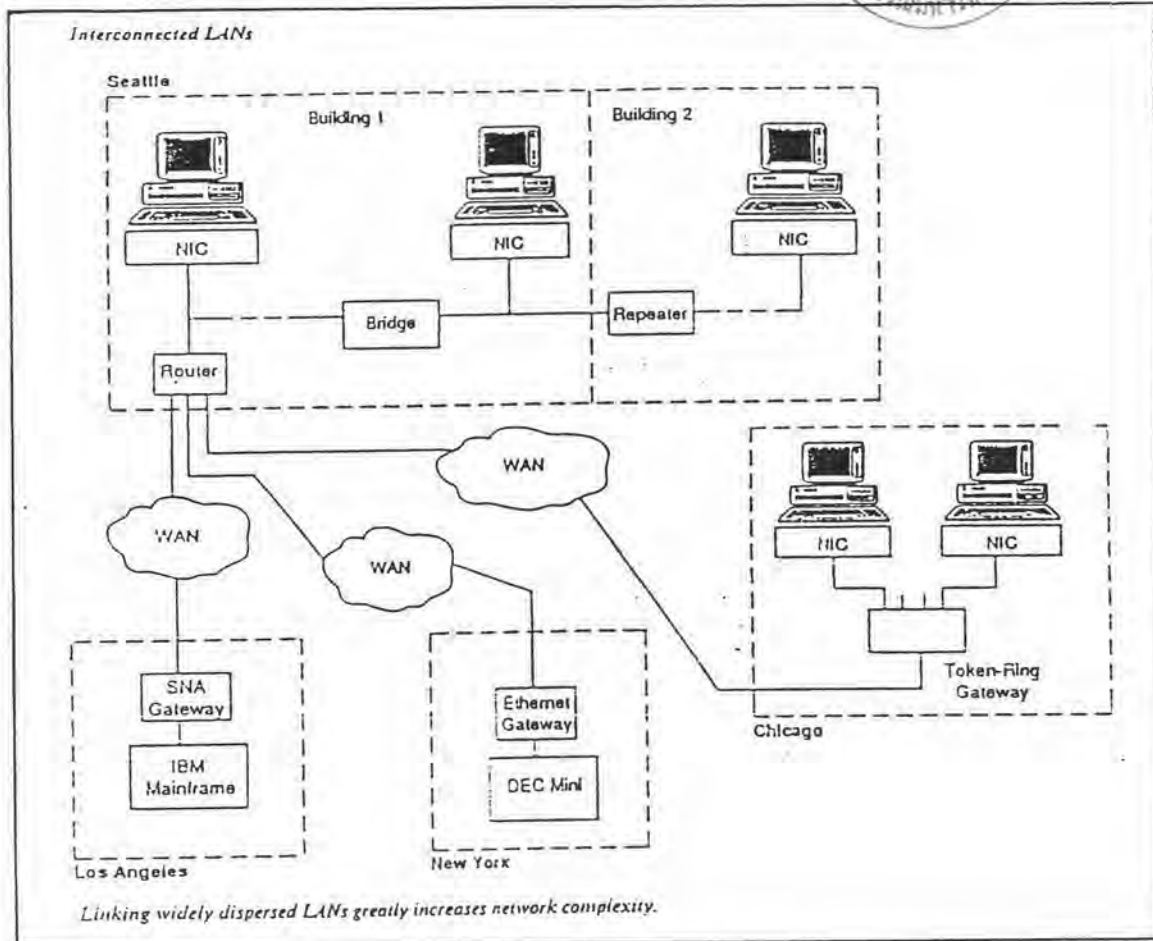 Interconnected LANs
Seattle
Building 1
Building 2
NIC
NIC
NIC
Bridge
Repeater
Router
WAN
WAN
WAN
NIC
NIC
Token-Ring
Gateway
Chicago
SNA
Gateway
IBM
Mainframe
Los Angeles
Ethernet
Gateway
DEC Mini
New York
Linking widely dispersed LANs greatly increases network complexity.